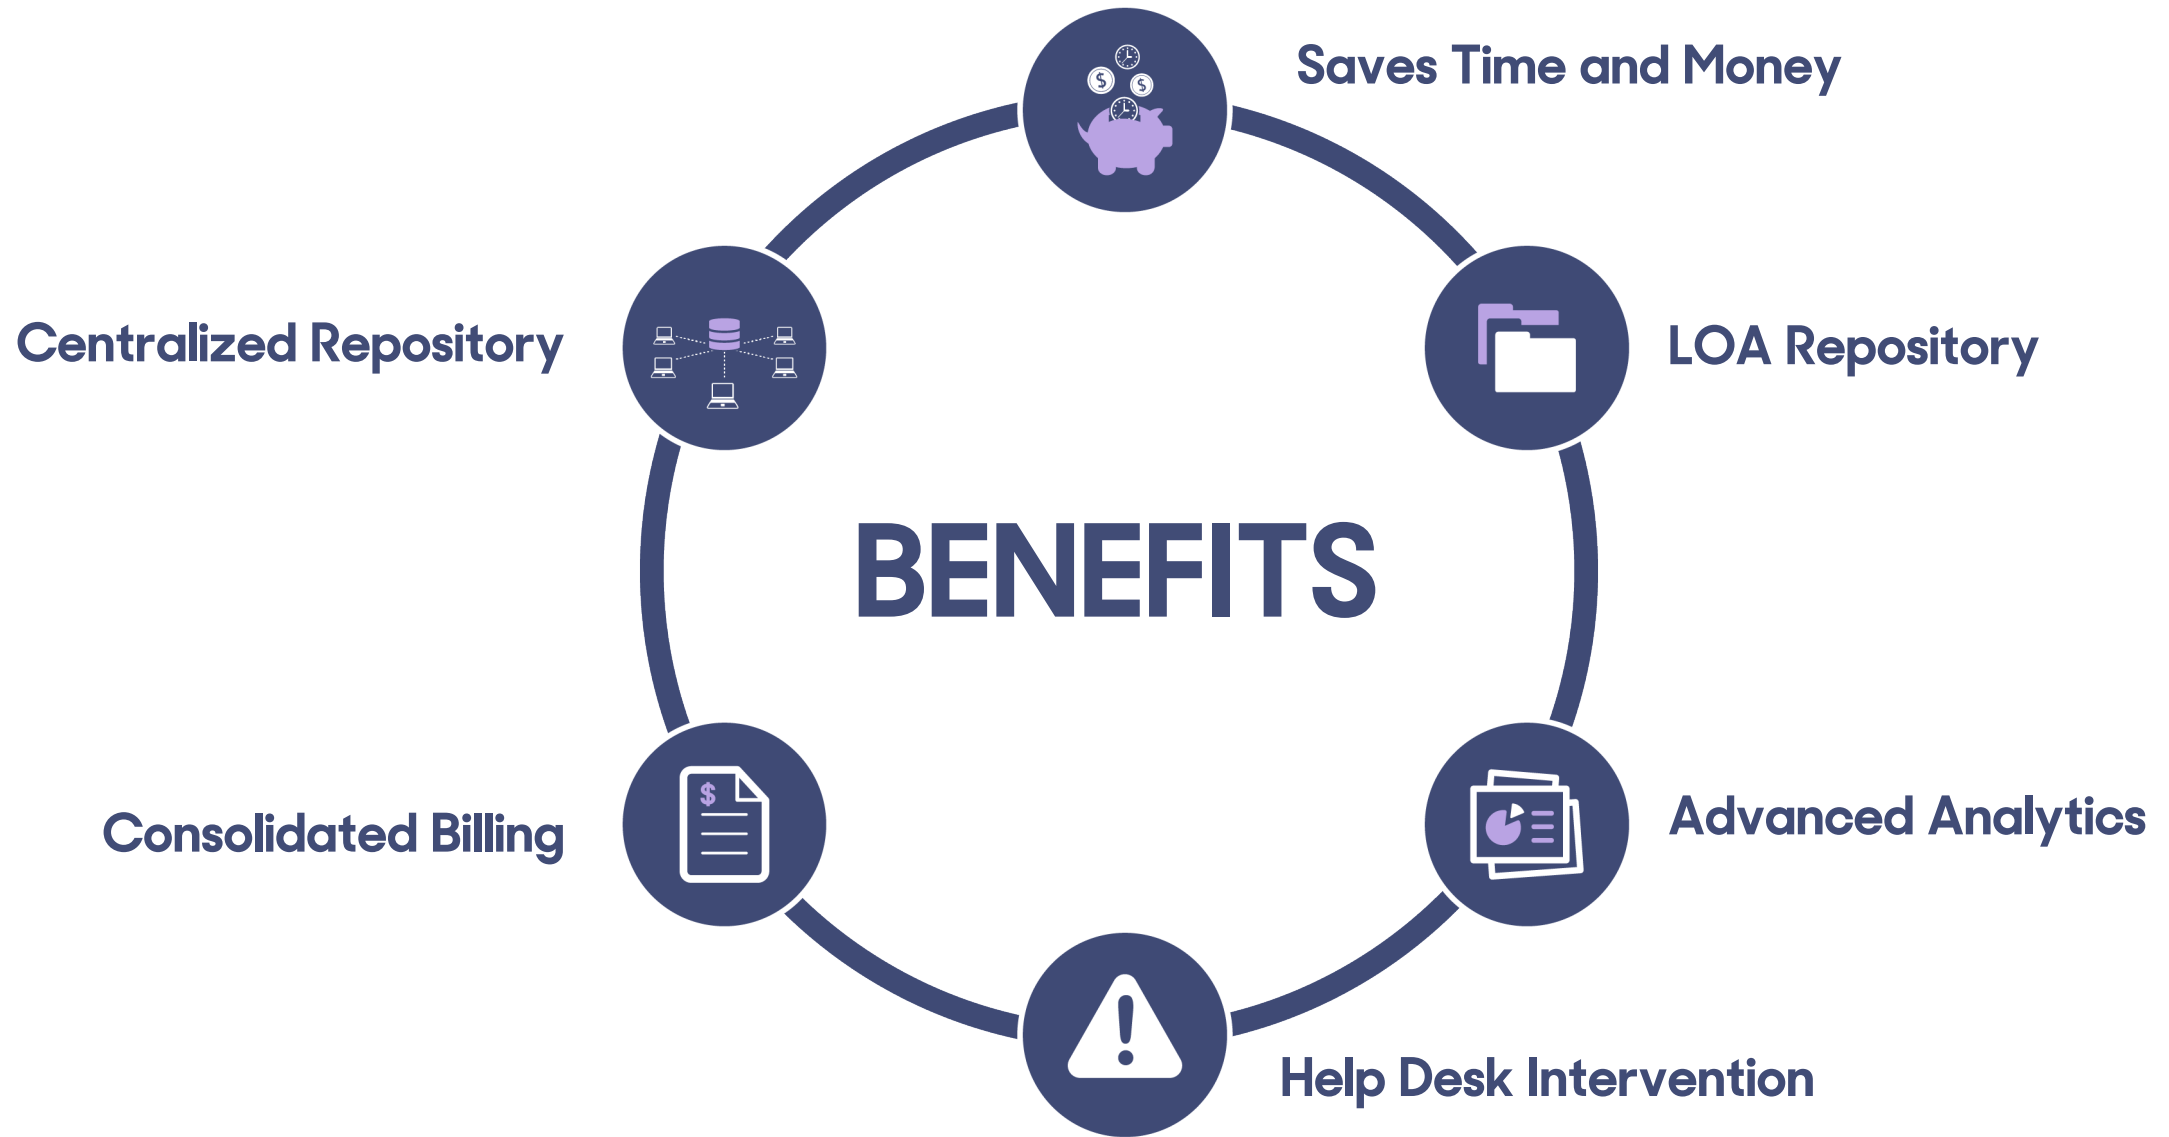 Saves Time and Money
Centralized Repository
LOA Repository
BENEFITS
Consolidated Billing
Advanced Analytics
Help Desk Intervention
$
$
$